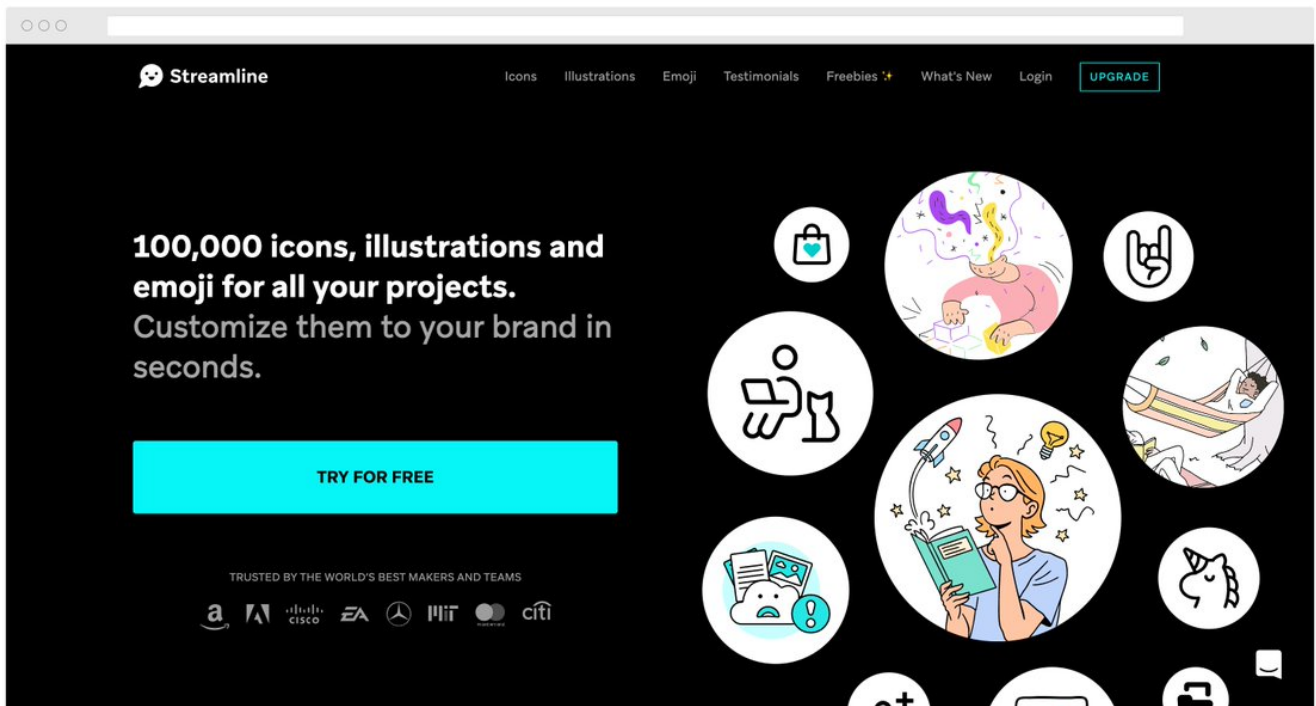 Streamline
Icons Illustrations Emoji Testimonials Freebies ✨ What's New Login UPGRADE
100,000 icons, illustrations and
emoji for all your projects.
Customize them to your brand in
seconds.
TRY FOR FREE
TRUSTED BY THE WORLD'S BEST MAKERS AND TEAMS
a cisco EA MIT citi